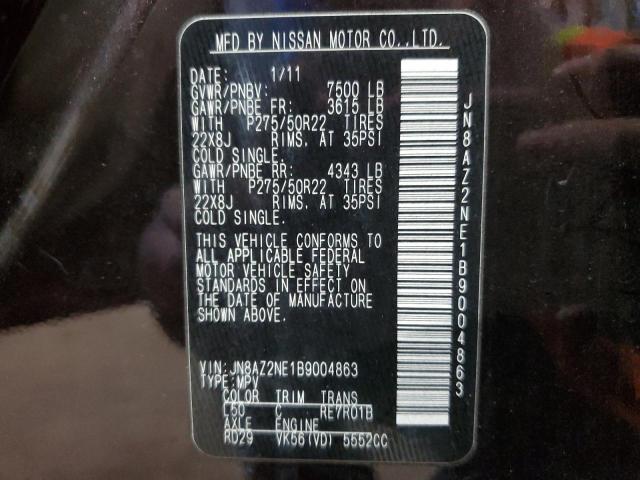 MFD BY NISSAN MOTOR CO.,LTD.
DATE: 1/11
GVWR/PNBV: 7500 LB
GAWR/PNBE FR: 3615 LB
WITH P275/50R22 TIRES
22X8J RIMS. AT 35PSI
COLD SINGLE.
GAWR/PNBE RR: 4343 LB
WITH P275/50R22 TIRES
22X8J RIMS. AT 35PSI
COLD SINGLE.
THIS VEHICLE CONFORMS TO
ALL APPLICABLE FEDERAL
MOTOR VEHICLE SAFETY
STANDARDS IN EFFECT ON
THE DATE OF MANUFACTURE
SHOWN ABOVE.
VIN:JN8AZ2NE1B9004863
TYPE:MPV
COLOR TRIM TRANS
L50 C RE7R01B
AXLE ENGINE
RD29 VK56(VD) 5552CC
JN8AZ2NE1B9004863